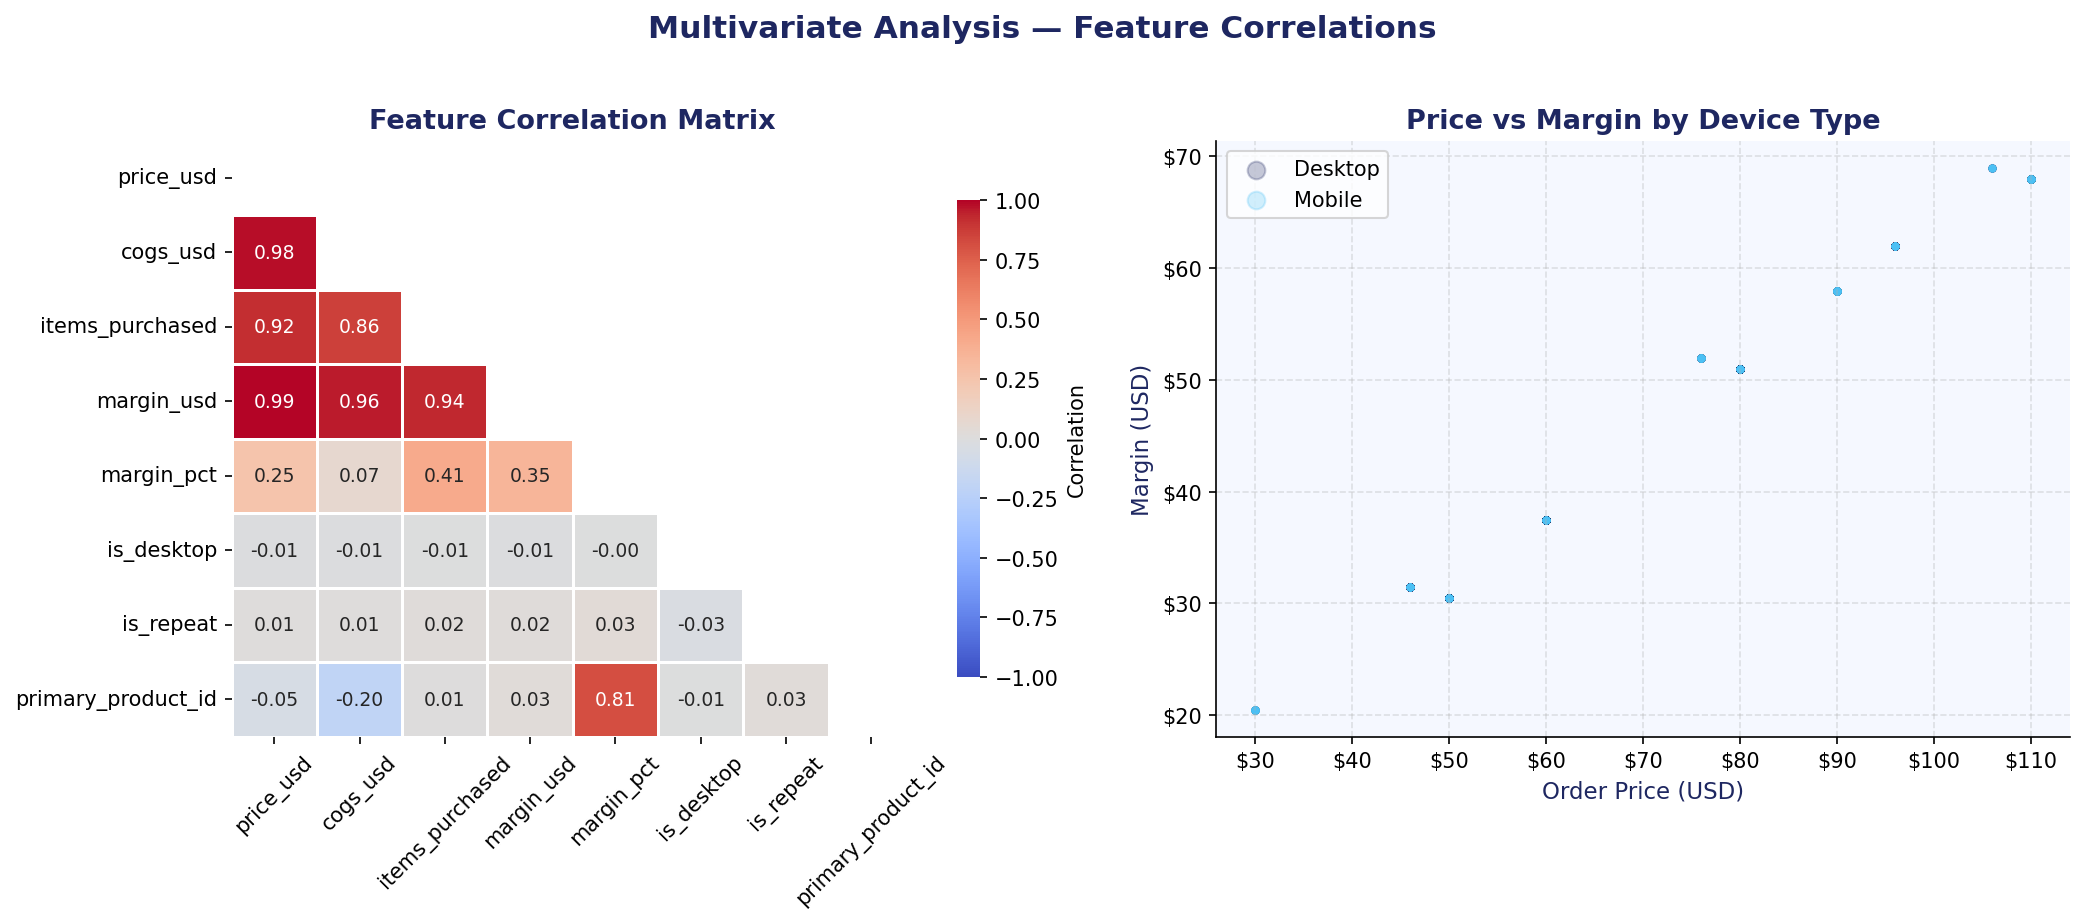 Multivariate Analysis — Feature Correlations
Feature Correlation Matrix
price_usd
cogs_usd
0.98
items_purchased
0.92 0.86
margin_usd
0.99 0.96 0.94
margin_pct
0.25 0.07 0.41 0.35
is_desktop
-0.01 -0.01 -0.01 -0.01 -0.00
is_repeat
0.01 0.01 0.02 0.02 0.03 -0.03
primary_product_id
-0.05 -0.20 0.01 0.03 0.81 -0.01 0.03
price_usd
cogs_usd
items_purchased
margin_usd
margin_pct
is_desktop
is_repeat
primary_product_id
1.00
0.75
0.50
0.25
0.00
−0.25
−0.50
−0.75
−1.00
Correlation
Price vs Margin by Device Type
Desktop
Mobile
$70
$60
$50
$40
$30
$20
Margin (USD)
$30 $40 $50 $60 $70 $80 $90 $100 $110
Order Price (USD)